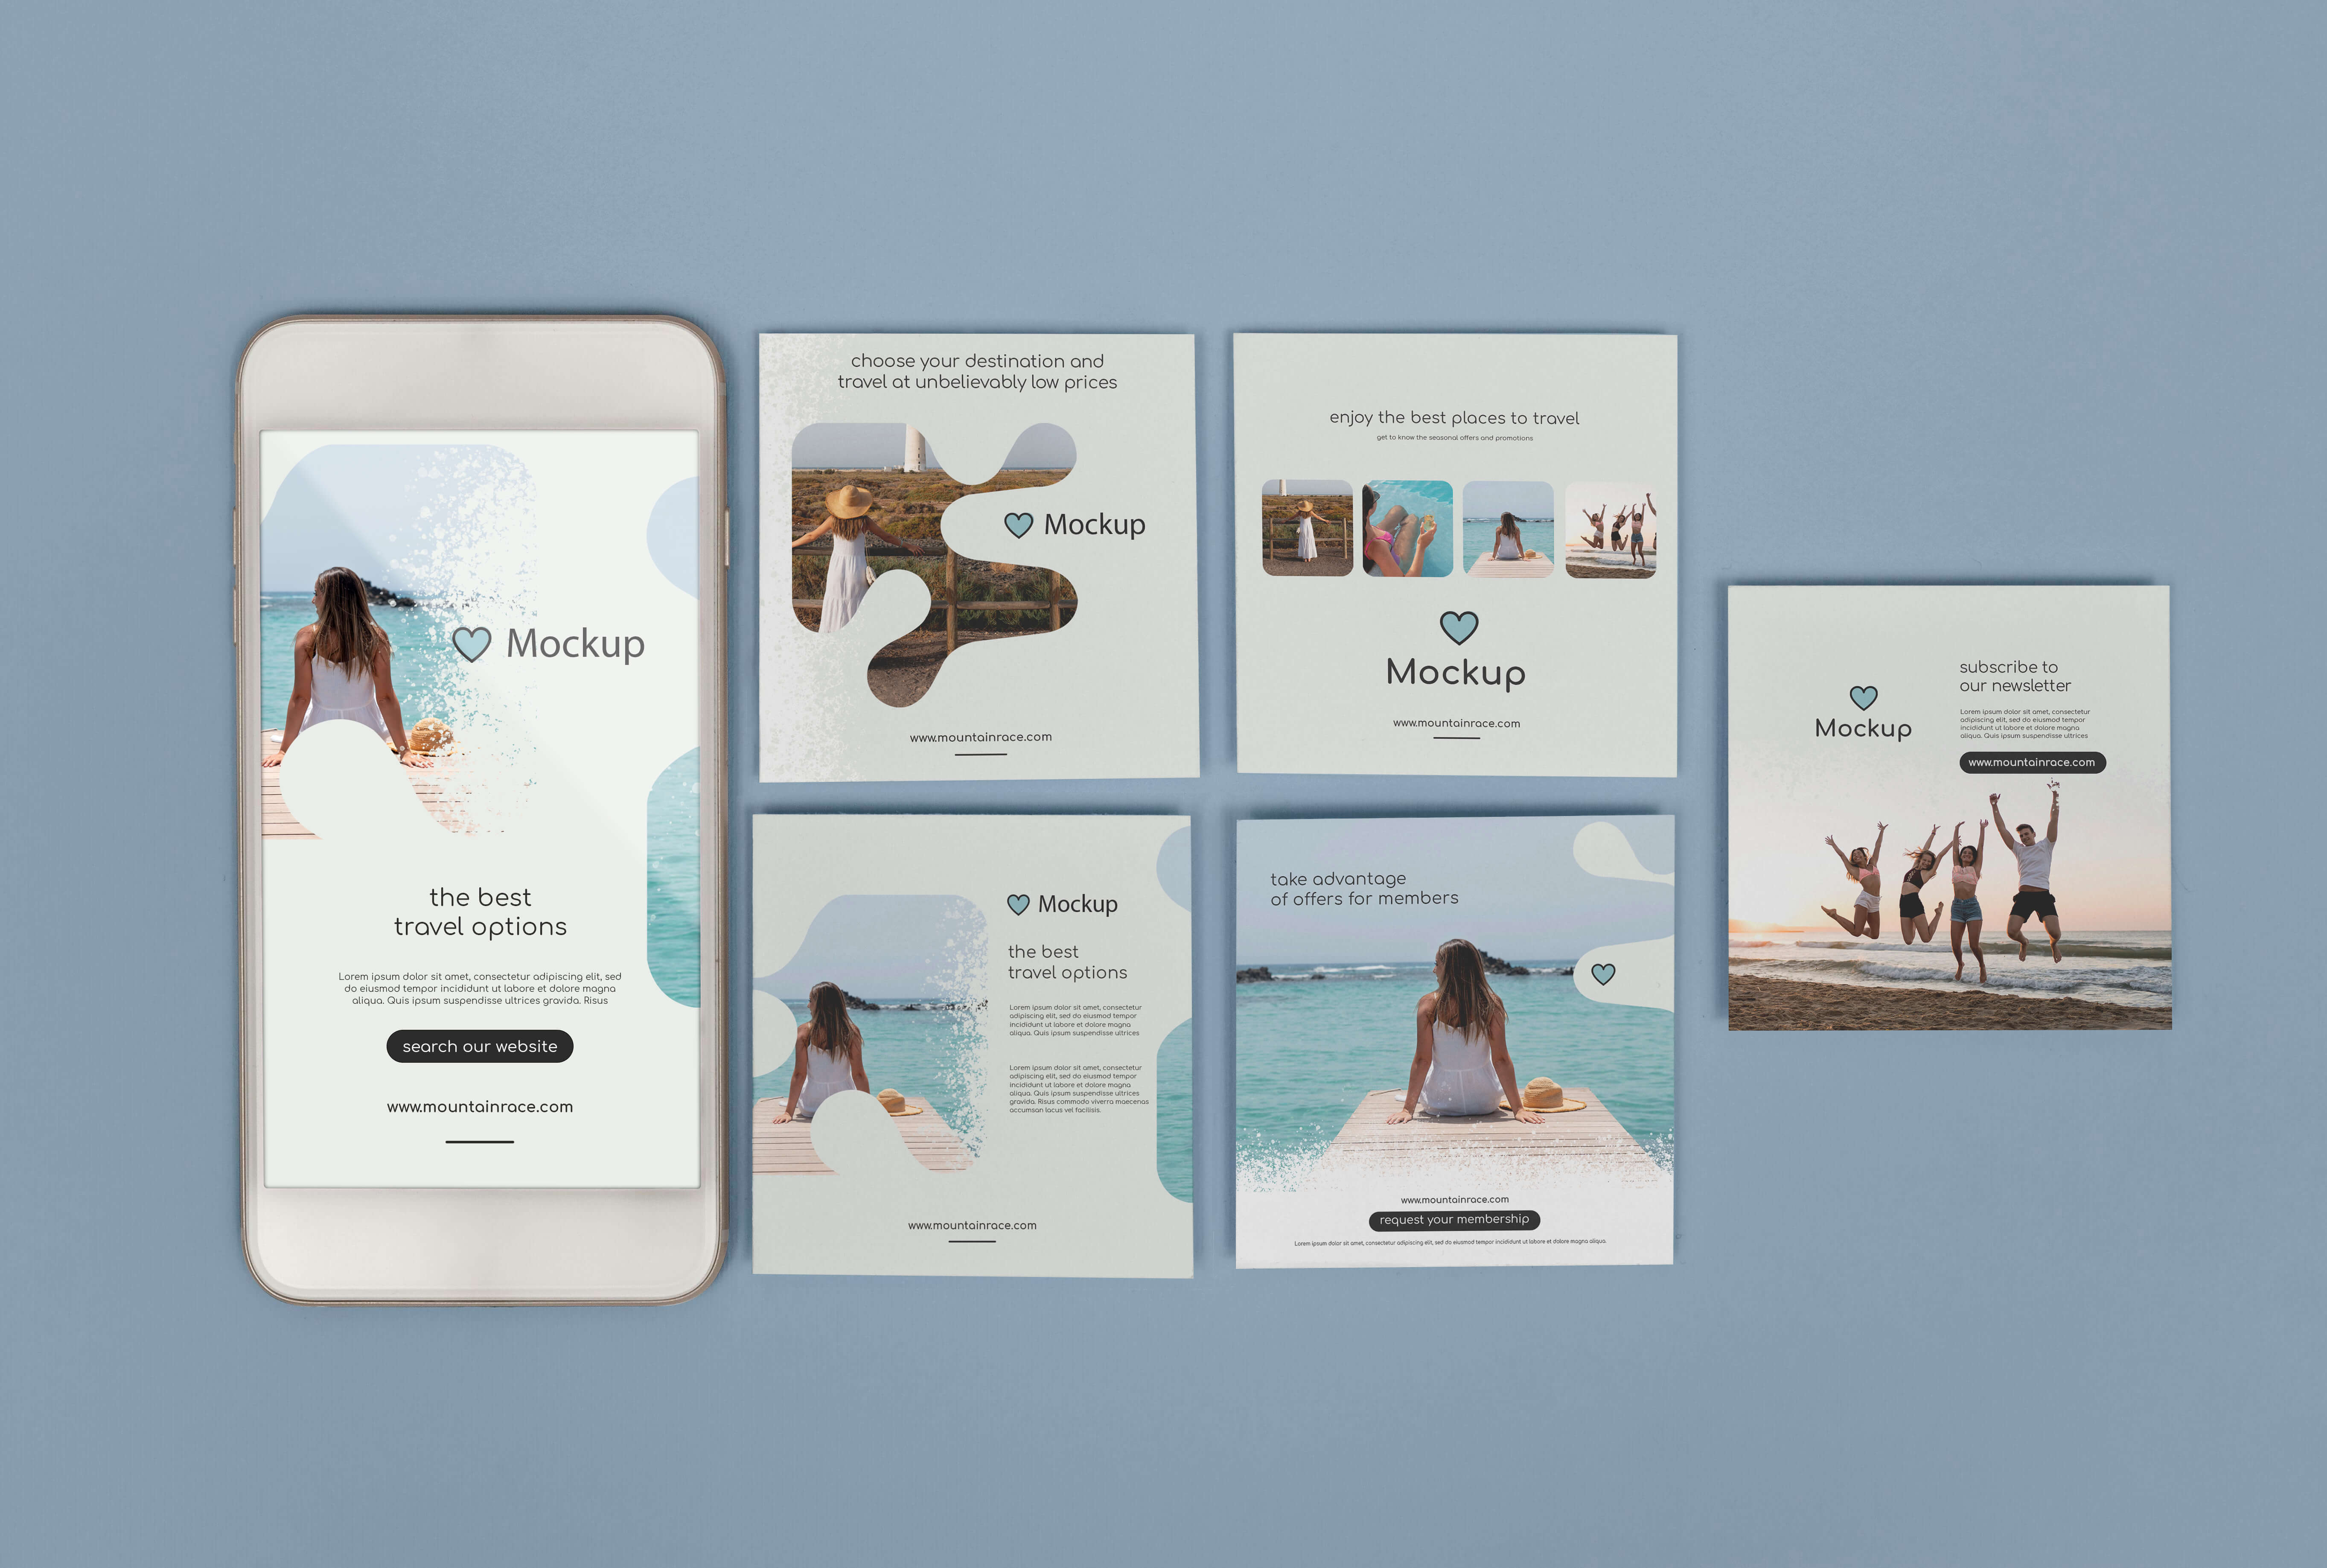 Mockup
the best
travel options
Lorem ipsum dolor sit amet, consectetur adipiscing elit, sed
do eiusmod tempor incididunt ut labore et dolore magna
aliqua. Quis ipsum suspendisse ultrices gravida. Risus
search our website
www.mountainrace.com
choose your destination and
travel at unbelievably low prices
Mockup
www.mountainrace.com
enjoy the best places to travel
get to know the seasonal offers and promotions
Mockup
www.mountainrace.com
Mockup
the best
travel options
Lorem ipsum dolor sit amet, consectetur
adipiscing elit, sed do eiusmod tempor
incididunt ut labore et dolore magna
aliqua. Quis ipsum suspendisse ultrices
Lorem ipsum dolor sit amet, consectetur
adipiscing elit, sed do eiusmod tempor
incididunt ut labore et dolore magna
aliqua. Quis ipsum suspendisse ultrices
gravida. Risus commodo viverra maecenas
accumsan lacus vel facilisis.
www.mountainrace.com
take advantage
of offers for members
www.mountainrace.com
request your membership
Lorem ipsum dolor sit amet, consectetur adipiscing elit, sed do eiusmod tempor incididunt ut labore et dolore magna aliqua.
Mockup
subscribe to
our newsletter
Lorem ipsum dolor sit amet, consectetur
adipiscing elit, sed do eiusmod tempor
incididunt ut labore et dolore magna
aliqua. Quis ipsum suspendisse ultrices
www.mountainrace.com